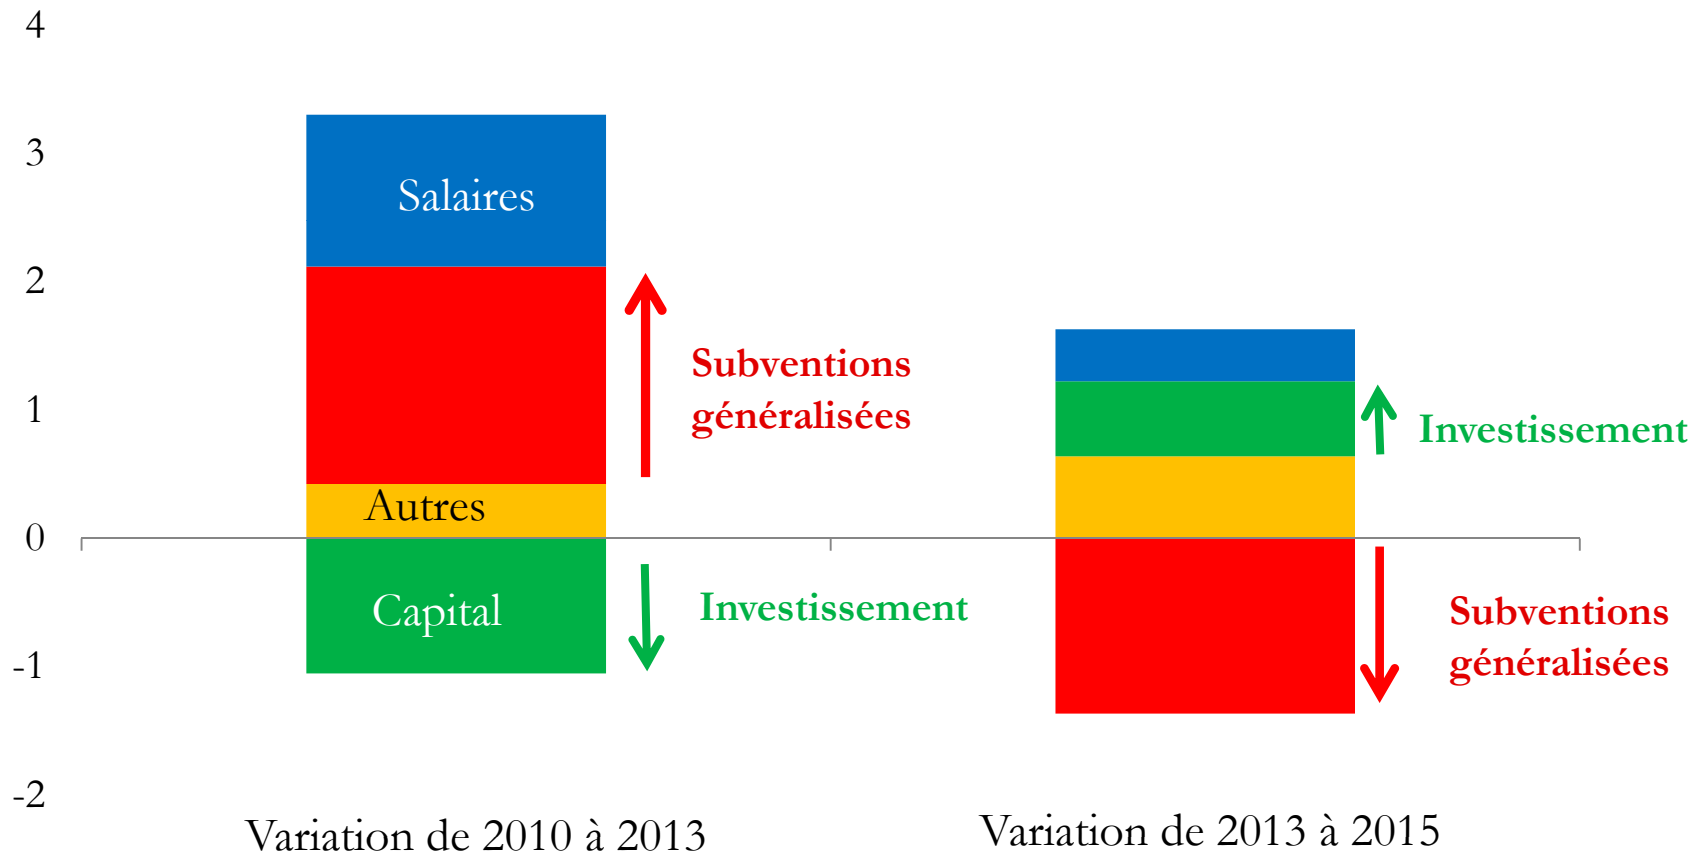 4
3
2
1
0
-1
-2
Salaires
Autres
Capital
Subventions
généralisées
Investissement
Investissement
Subventions
généralisées
Variation de 2010 à 2013
Variation de 2013 à 2015